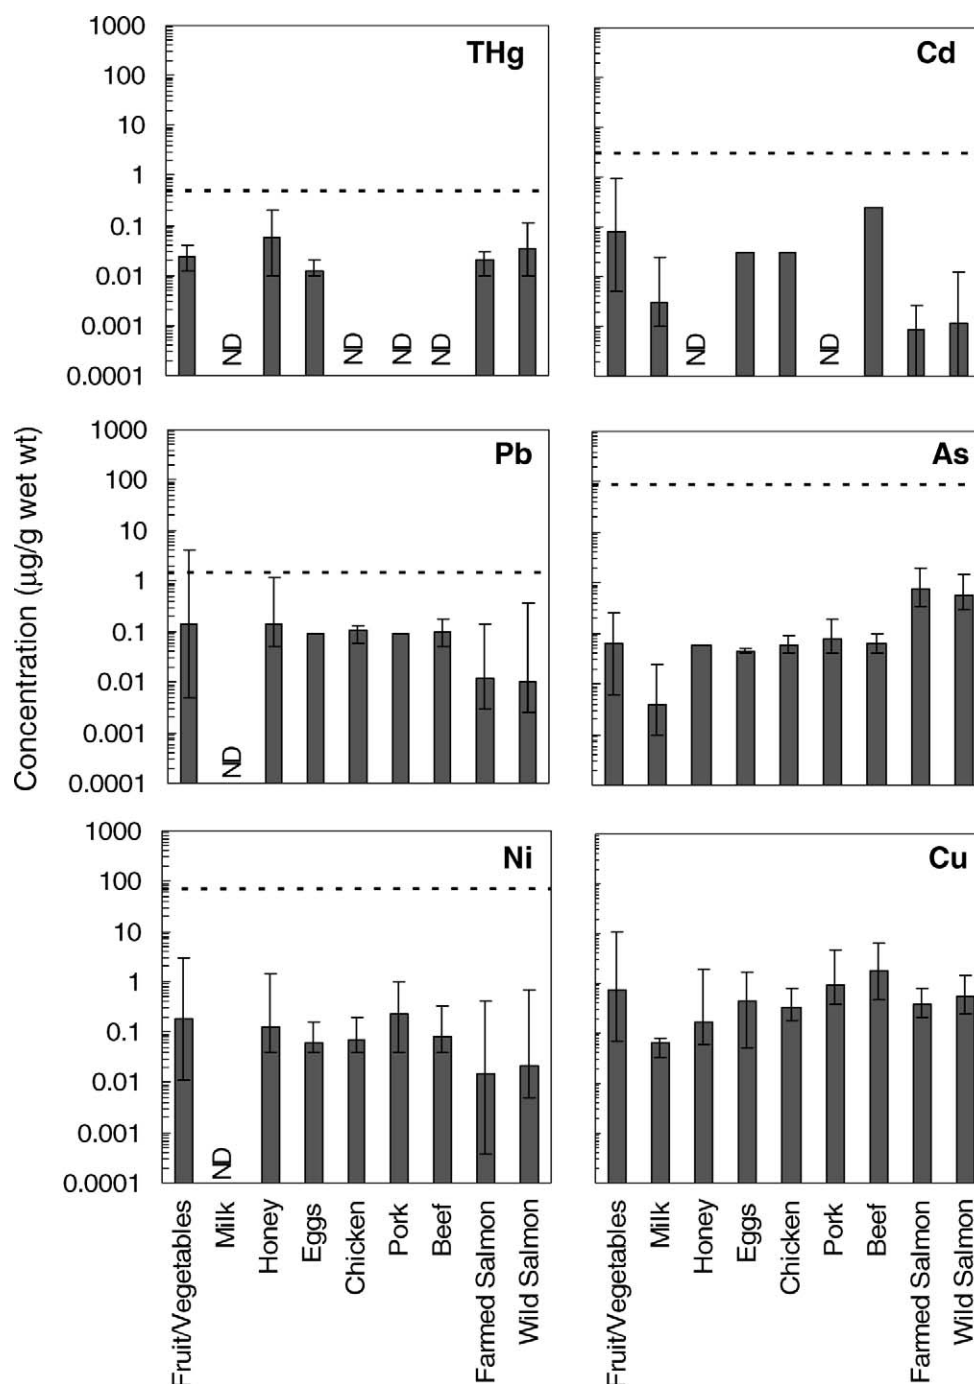 Concentration (µg/g wet wt)
THg
1000
100
10
1
0.1
0.01
0.001
0.0001
ND
ND
ND
ND
Cd
ND
ND
Pb
1000
100
10
1
0.1
0.01
0.001
0.0001
ND
As
Ni
1000
100
10
1
0.1
0.01
0.001
0.0001
ND
Cu
Fruit/Vegetables
Milk
Honey
Eggs
Chicken
Pork
Beef
Farmed Salmon
Wild Salmon
Fruit/Vegetables
Milk
Honey
Eggs
Chicken
Pork
Beef
Farmed Salmon
Wild Salmon